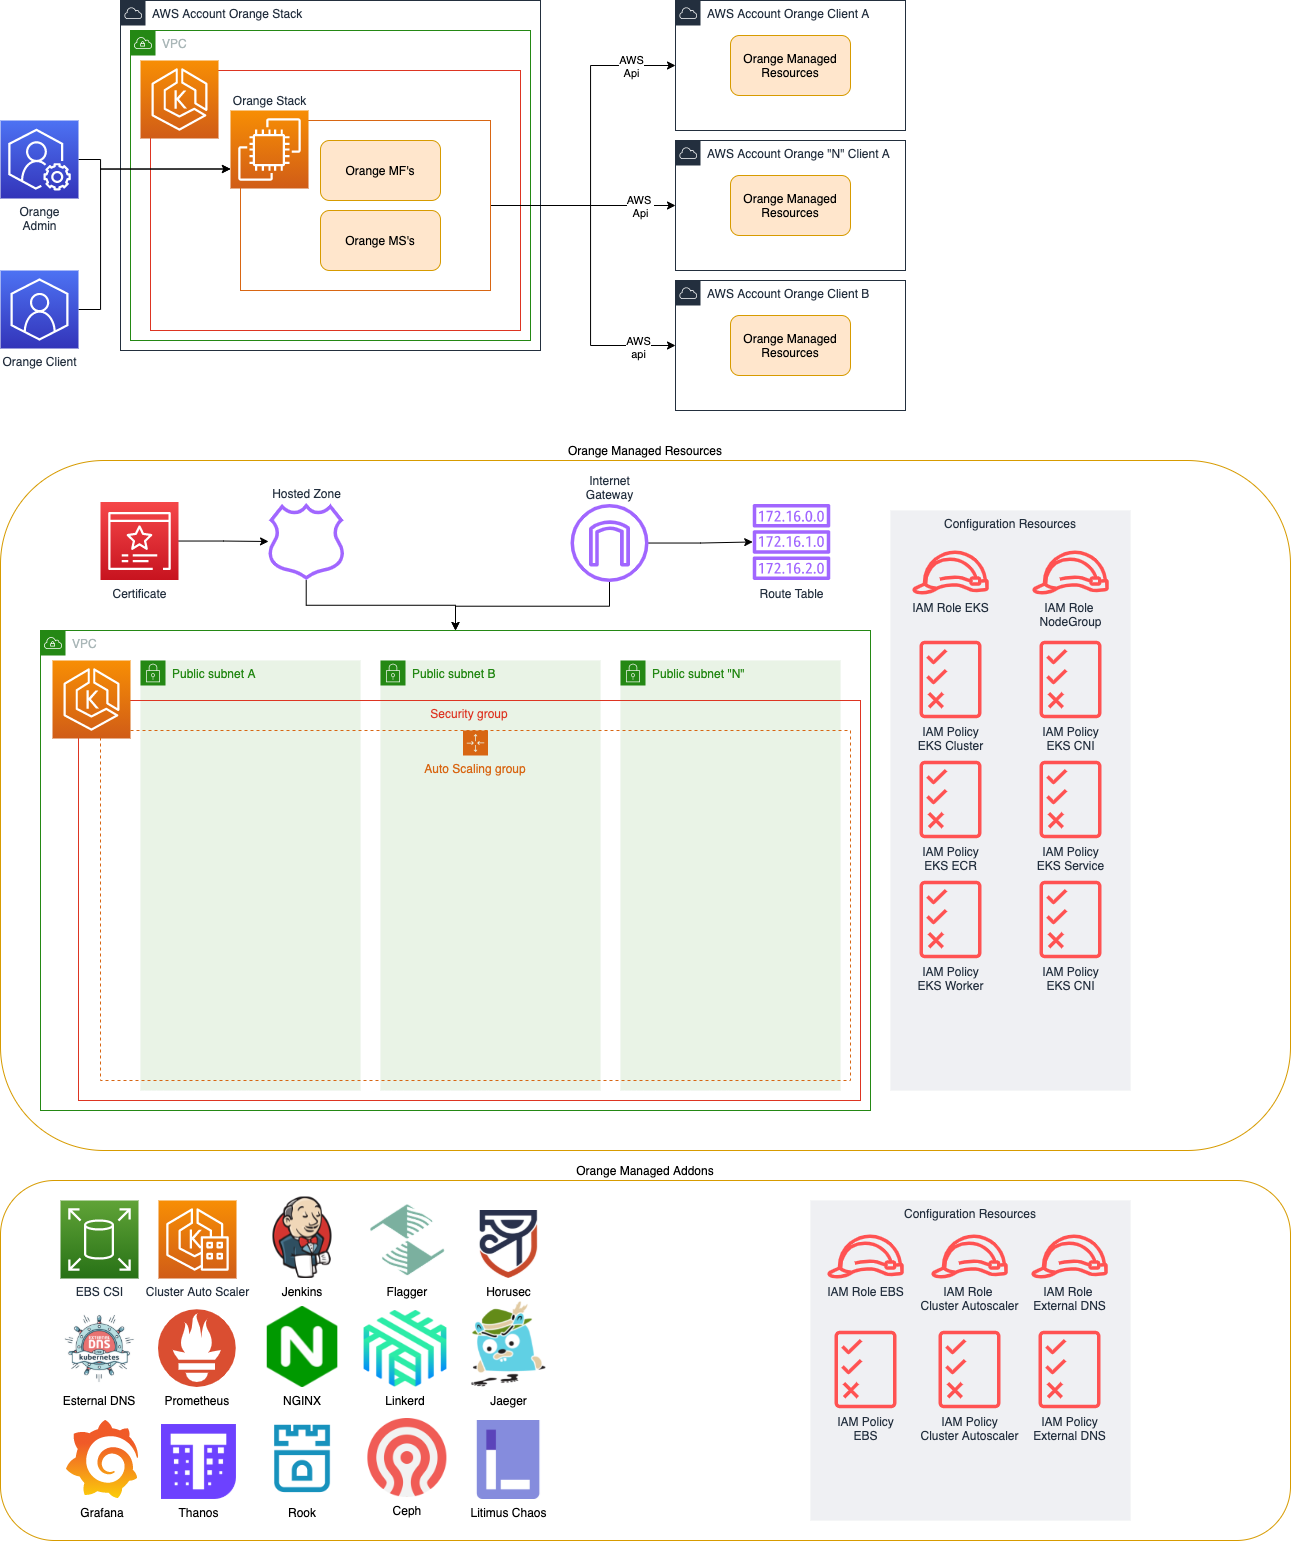 AWS Account Orange Stack
VPC
Orange Stack
Orange MF's
Orange MS's
Orange
Admin
Orange Client
AWS
Api
AWS
Api
AWS
api
AWS Account Orange Client A
Orange Managed
Resources
AWS Account Orange "N" Client A
Orange Managed
Resources
AWS Account Orange Client B
Orange Managed
Resources
Orange Managed Resources
Certificate
Hosted Zone
Internet
Gateway
172.16.0.0
172.16.1.0
172.16.2.0
Route Table
VPC
Public subnet A
Public subnet B
Public subnet "N"
Security group
Auto Scaling group
Configuration Resources
IAM Role EKS
IAM Role
NodeGroup
IAM Policy
EKS Cluster
IAM Policy
EKS CNI
IAM Policy
EKS ECR
IAM Policy
EKS Service
IAM Policy
EKS Worker
IAM Policy
EKS CNI
Orange Managed Addons
EBS CSI
Cluster Auto Scaler
Jenkins
Flagger
Horusec
EXTERNAL
DNS
kubernetes
Esternal DNS
Prometheus
N
NGINX
Linkerd
Jaeger
Grafana
T
Thanos
Rook
Ceph
L
Litimus Chaos
Configuration Resources
IAM Role EBS
IAM Role
Cluster Autoscaler
IAM Role
External DNS
IAM Policy
EBS
IAM Policy
Cluster Autoscaler
IAM Policy
External DNS